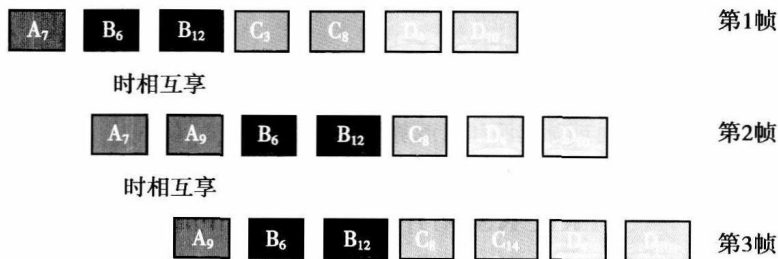 A₇ B₆ B₁₂ C₃ C₈ 第1帧
时相互享
A₇ A₉ B₆ B₁₂ C₈ 第2帧
时相互享
A₉ B₆ B₁₂ C₈ C₁₄ 第3帧